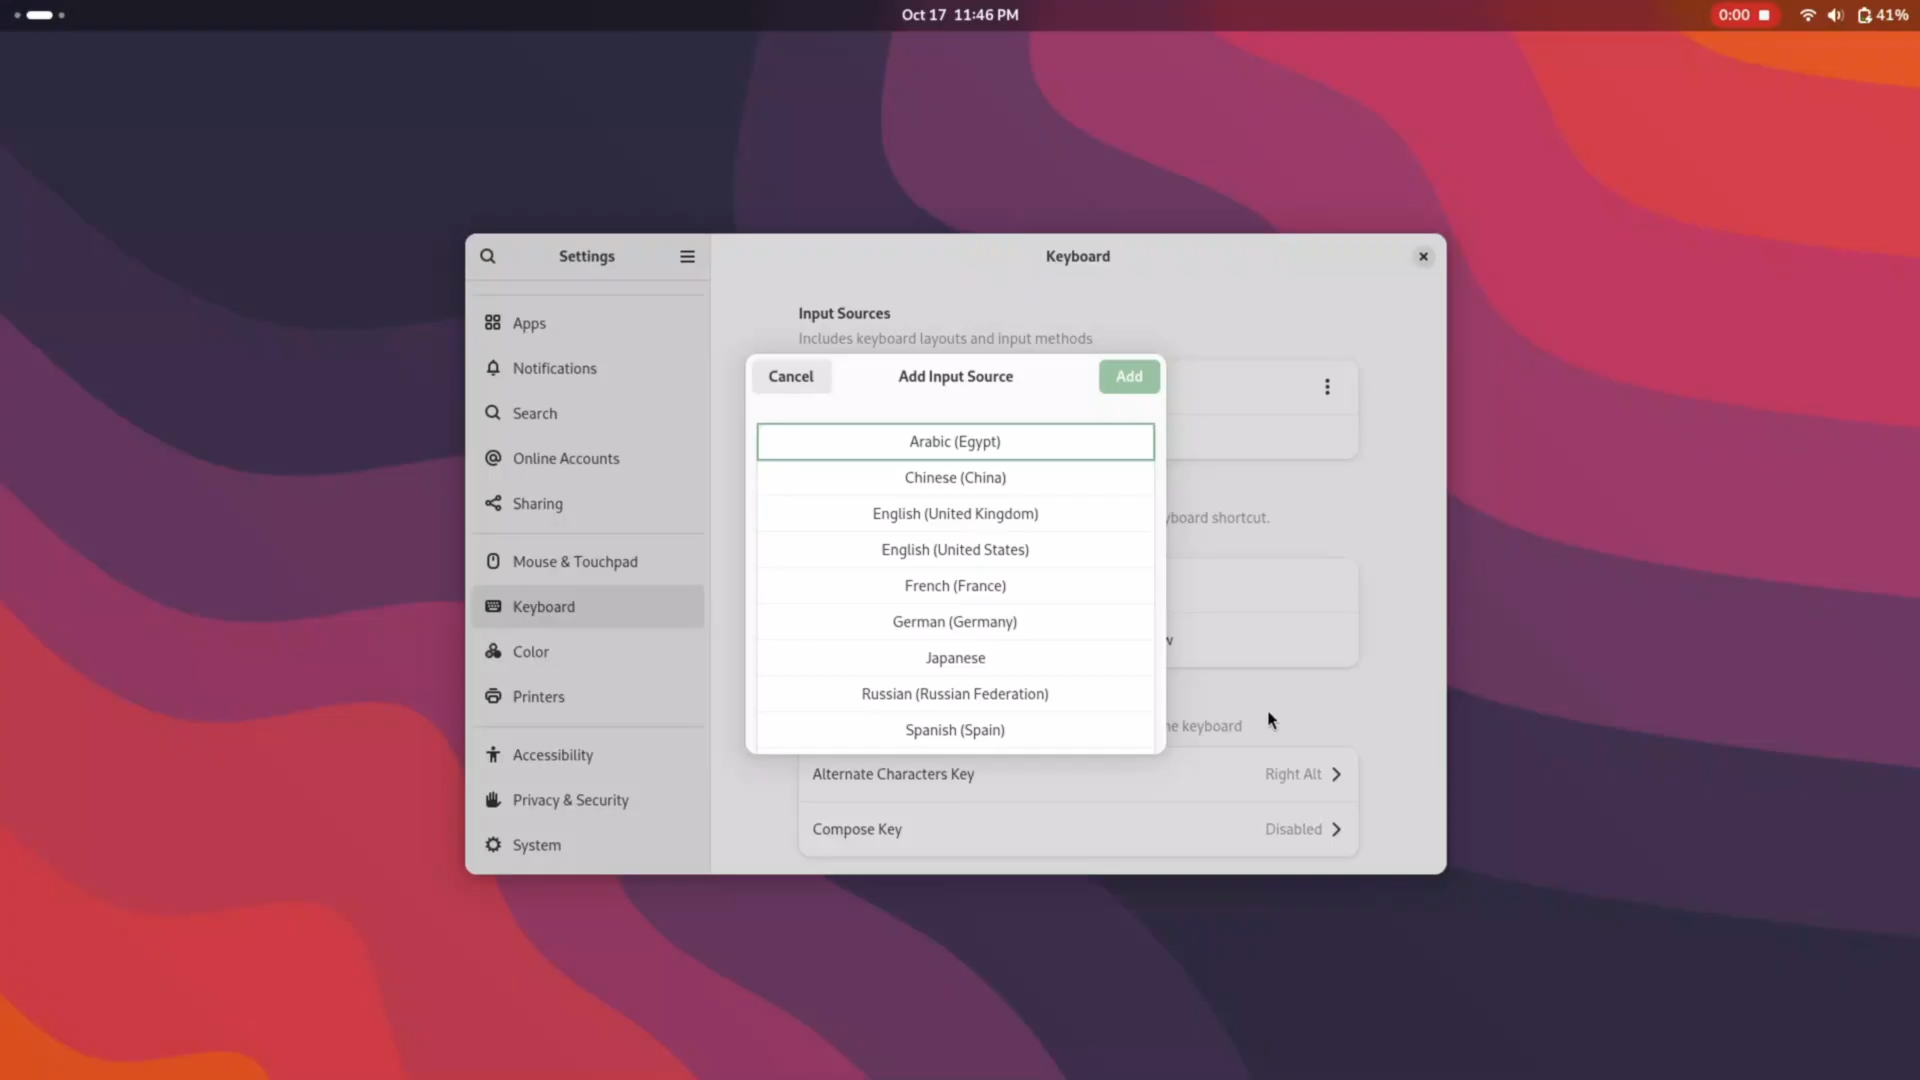 Oct 17 11:46 PM
0:00
41%
Settings
Keyboard
Apps
Notifications
Search
Online Accounts
Sharing
Mouse & Touchpad
Keyboard
Color
Printers
Accessibility
Privacy & Security
System
Input Sources
Includes keyboard layouts and input methods
Cancel
Add Input Source
Add
Arabic (Egypt)
Chinese (China)
English (United Kingdom)
English (United States)
French (France)
German (Germany)
Japanese
Russian (Russian Federation)
Spanish (Spain)
yboard shortcut.
w
he keyboard
Alternate Characters Key
Right Alt
Compose Key
Disabled